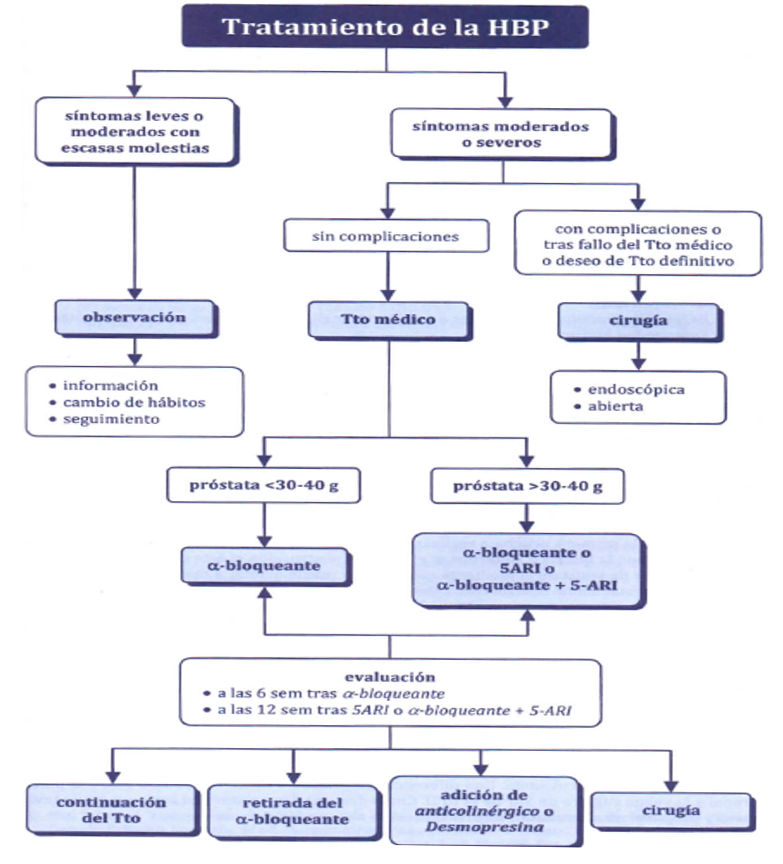 Tratamiento de la HBP
síntomas leves o
moderados con
escasas molestias
síntomas moderados
o severos
sin complicaciones
con complicaciones o
tras fallo del Tto médico
o deseo de Tto definitivo
observación
Tto médico
cirugía
• información
• cambio de hábitos
• seguimiento
• endoscópica
• abierta
próstata <30-40 g
próstata >30-40 g
α-bloqueante
α-bloqueante o
5ARI o
α-bloqueante + 5-ARI
evaluación
• a las 6 sem tras α-bloqueante
• a las 12 sem tras 5ARI o α-bloqueante + 5-ARI
continuación
del Tto
retirada del
α-bloqueante
adición de
anticolinérgico o
Desmopresina
cirugía